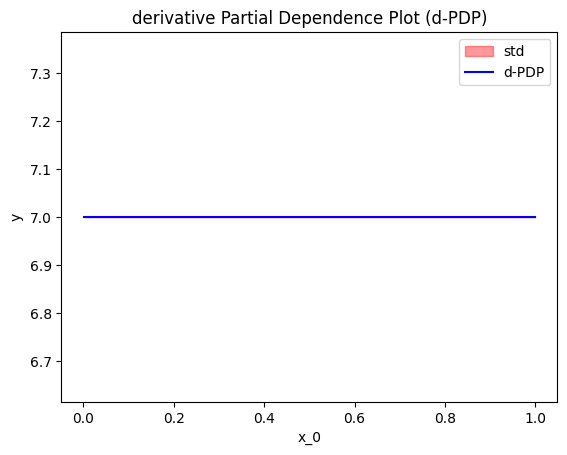 derivative Partial Dependence Plot (d-PDP)
std
d-PDP
7.3
7.2
7.1
7.0
6.9
6.8
6.7
y
0.0 0.2 0.4 0.6 0.8 1.0
x_0